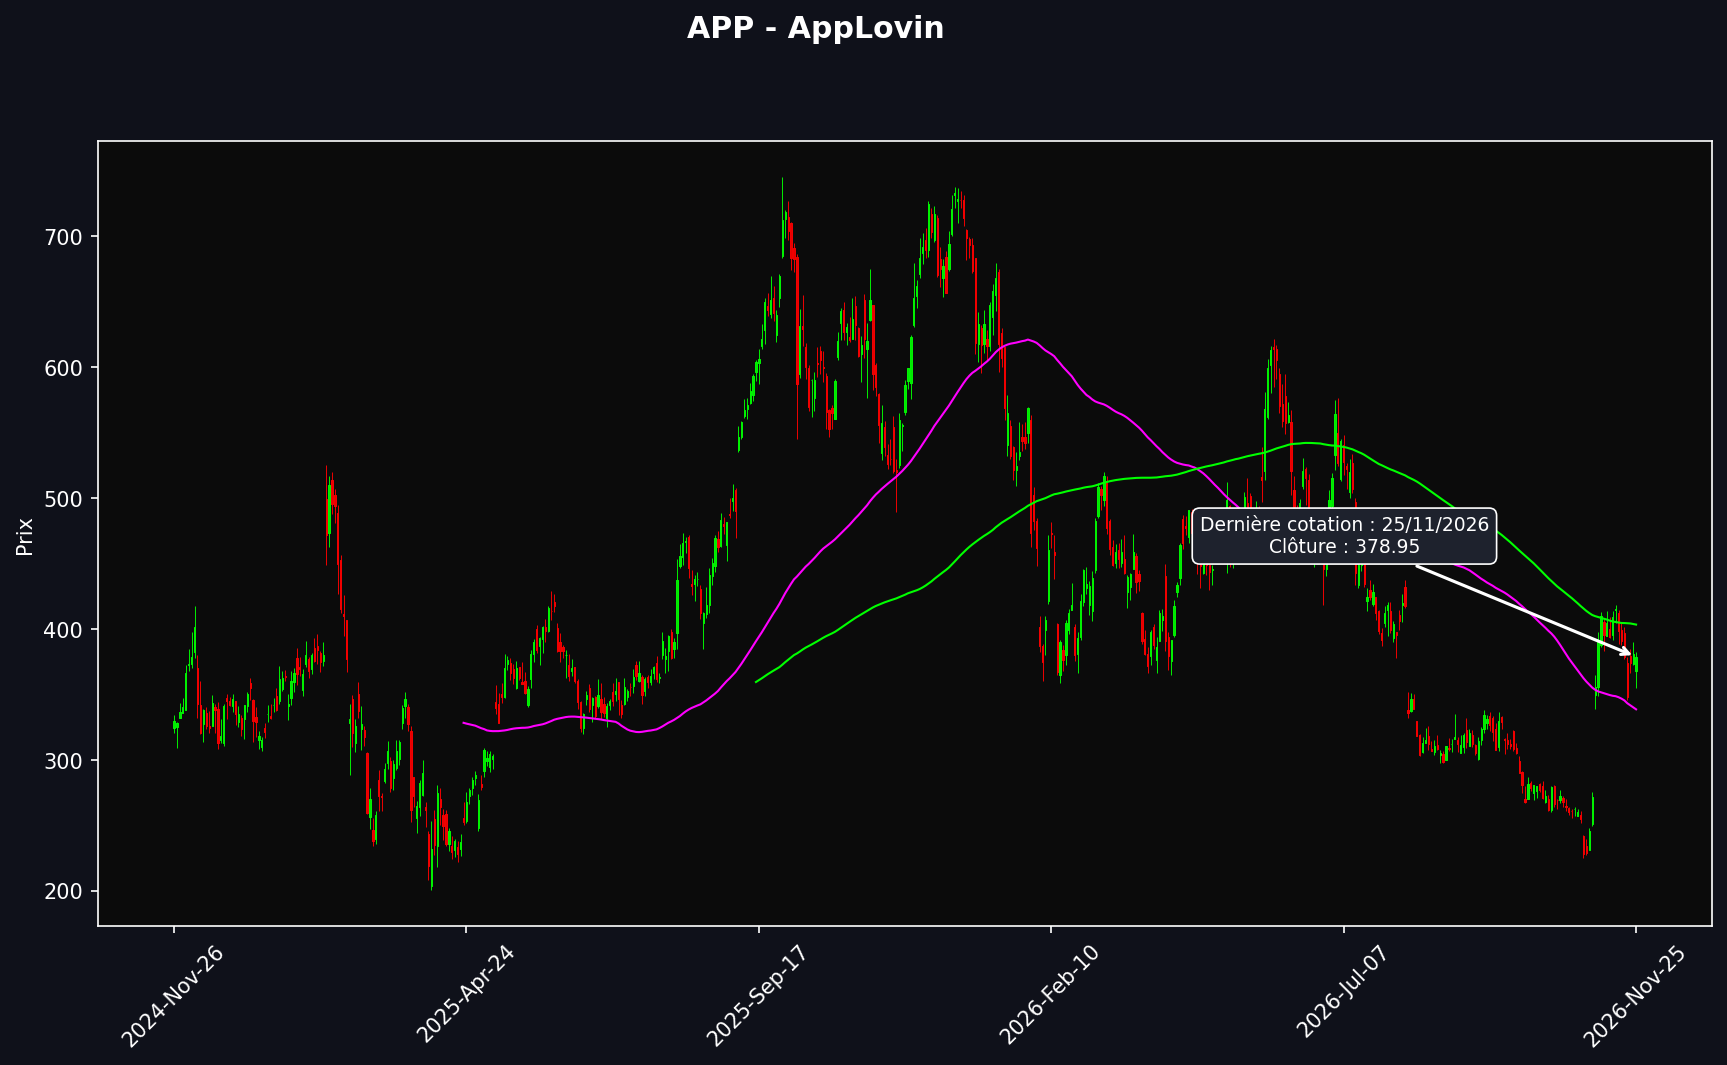 APP - AppLovin
Prix
700
600
500
400
300
200
Dernière cotation : 25/11/2026
Clôture : 378.95
2024-Nov-26
2025-Apr-24
2025-Sep-17
2026-Feb-10
2026-Jul-07
2026-Nov-25